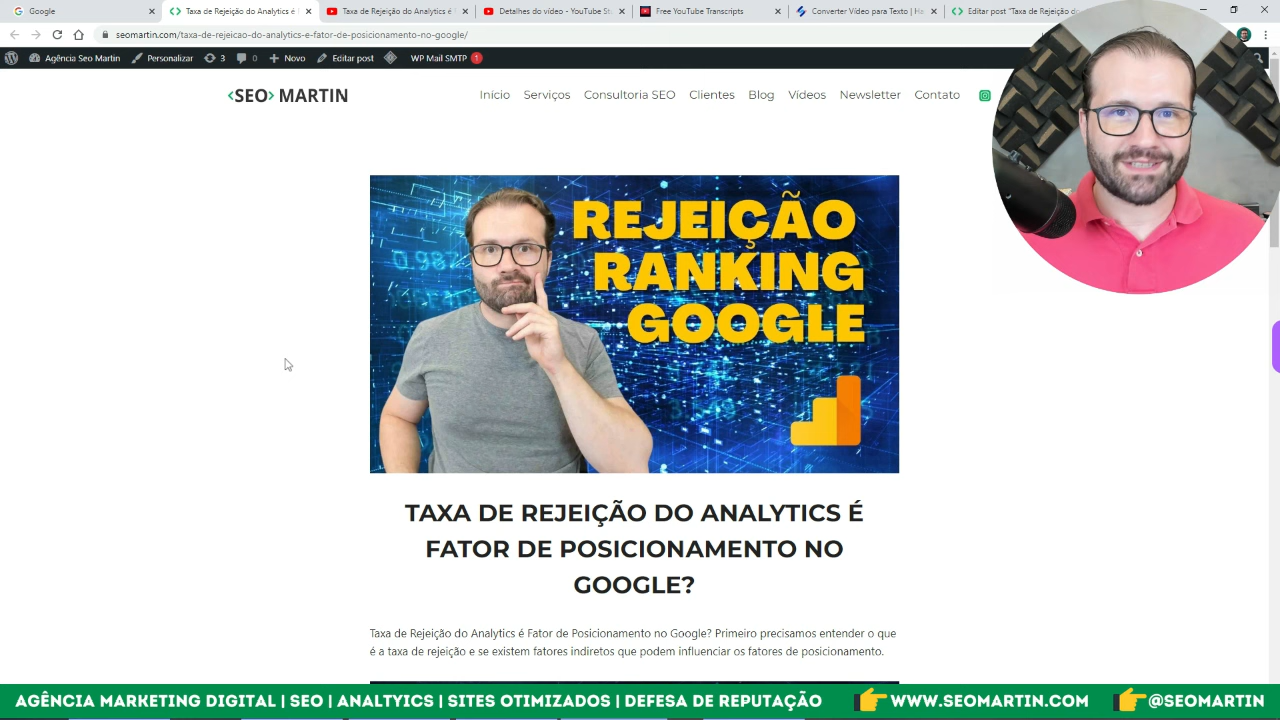 Google
Taxa de Rejeição do Analytics é
Taxa de Rejeição do Analytics é
Detalhes do vídeo - YouTube St
Free YouTube Transcripts
Converter Vídeo para Texto | Ha
Editar post "Taxa de Rejeição do
seomartin.com/taxa-de-rejeicao-do-analytics-e-fator-de-posicionamento-no-google/
Agência Seo Martin
Personalizar
3
0
Novo
Editar post
WP Mail SMTP
1
<SEO> MARTIN
Início
Serviços
Consultoria SEO
Clientes
Blog
Vídeos
Newsletter
Contato
REJEIÇÃO
RANKING
GOOGLE
TAXA DE REJEIÇÃO DO ANALYTICS É
FATOR DE POSICIONAMENTO NO
GOOGLE?
Taxa de Rejeição do Analytics é Fator de Posicionamento no Google? Primeiro precisamos entender o que
é a taxa de rejeição e se existem fatores indiretos que podem influenciar os fatores de posicionamento.
AGÊNCIA MARKETING DIGITAL | SEO | ANALTYICS | SITES OTIMIZADOS | DEFESA DE REPUTAÇÃO
WWW.SEOMARTIN.COM
@SEOMARTIN